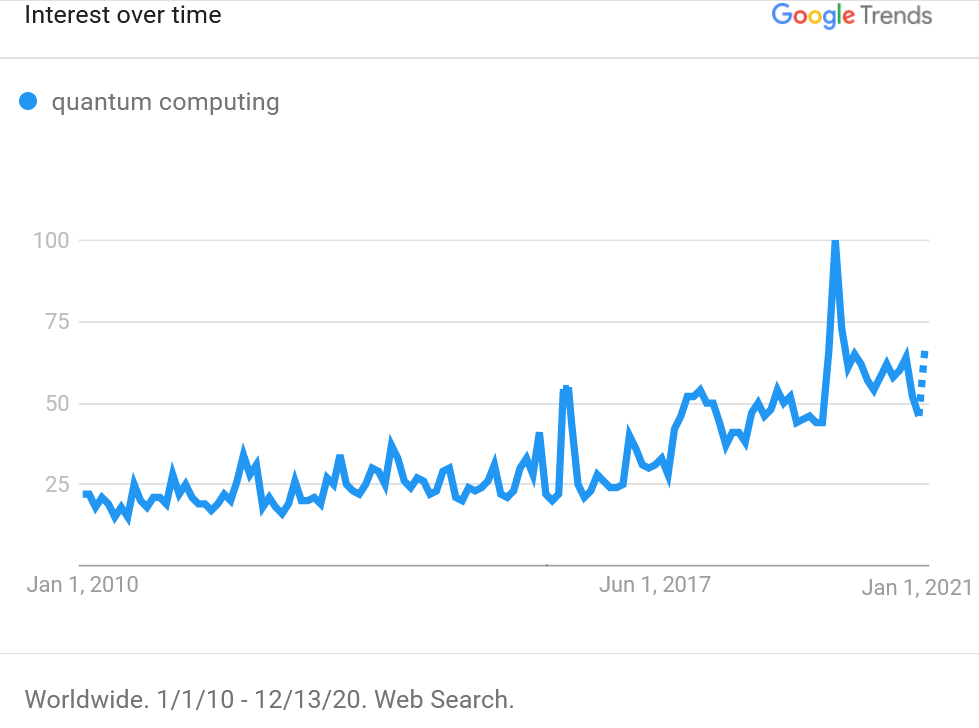 Interest over time
Google Trends
quantum computing
100
75
50
25
Jan 1, 2010
Jun 1, 2017
Jan 1, 2021
Worldwide. 1/1/10 - 12/13/20. Web Search.